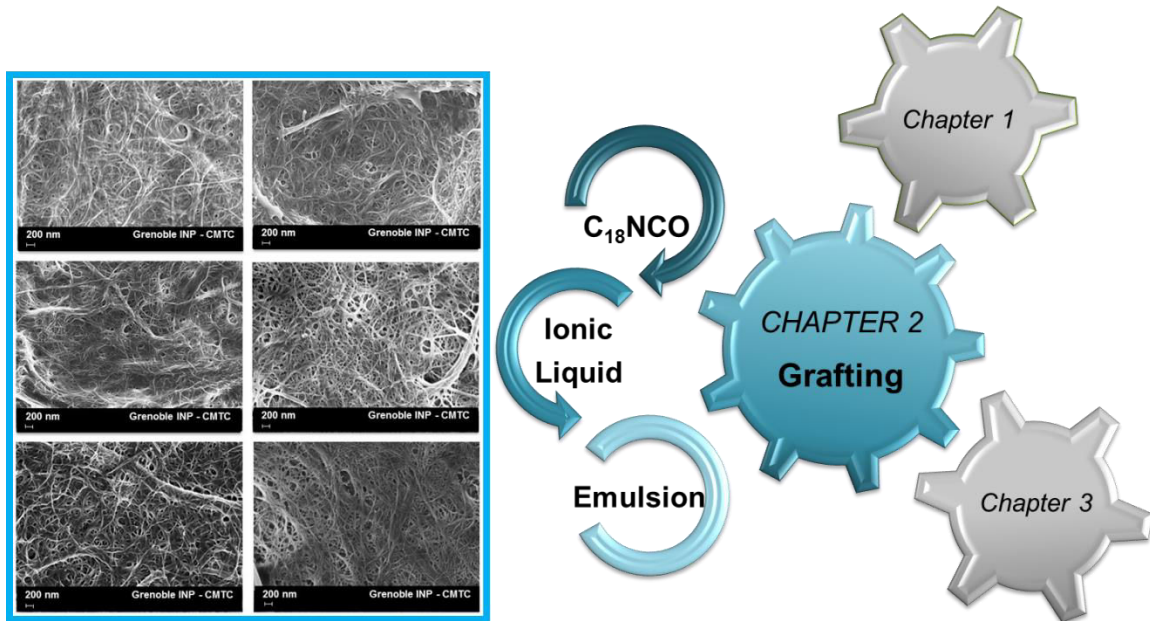 200 nm Grenoble INP - CMTC
200 nm Grenoble INP - CMTC
200 nm Grenoble INP - CMTC
200 nm Grenoble INP - CMTC
200 nm Grenoble INP - CMTC
200 nm Grenoble INP - CMTC
C₁₈NCO
Ionic
Liquid
Emulsion
Chapter 1
CHAPTER 2
Grafting
Chapter 3